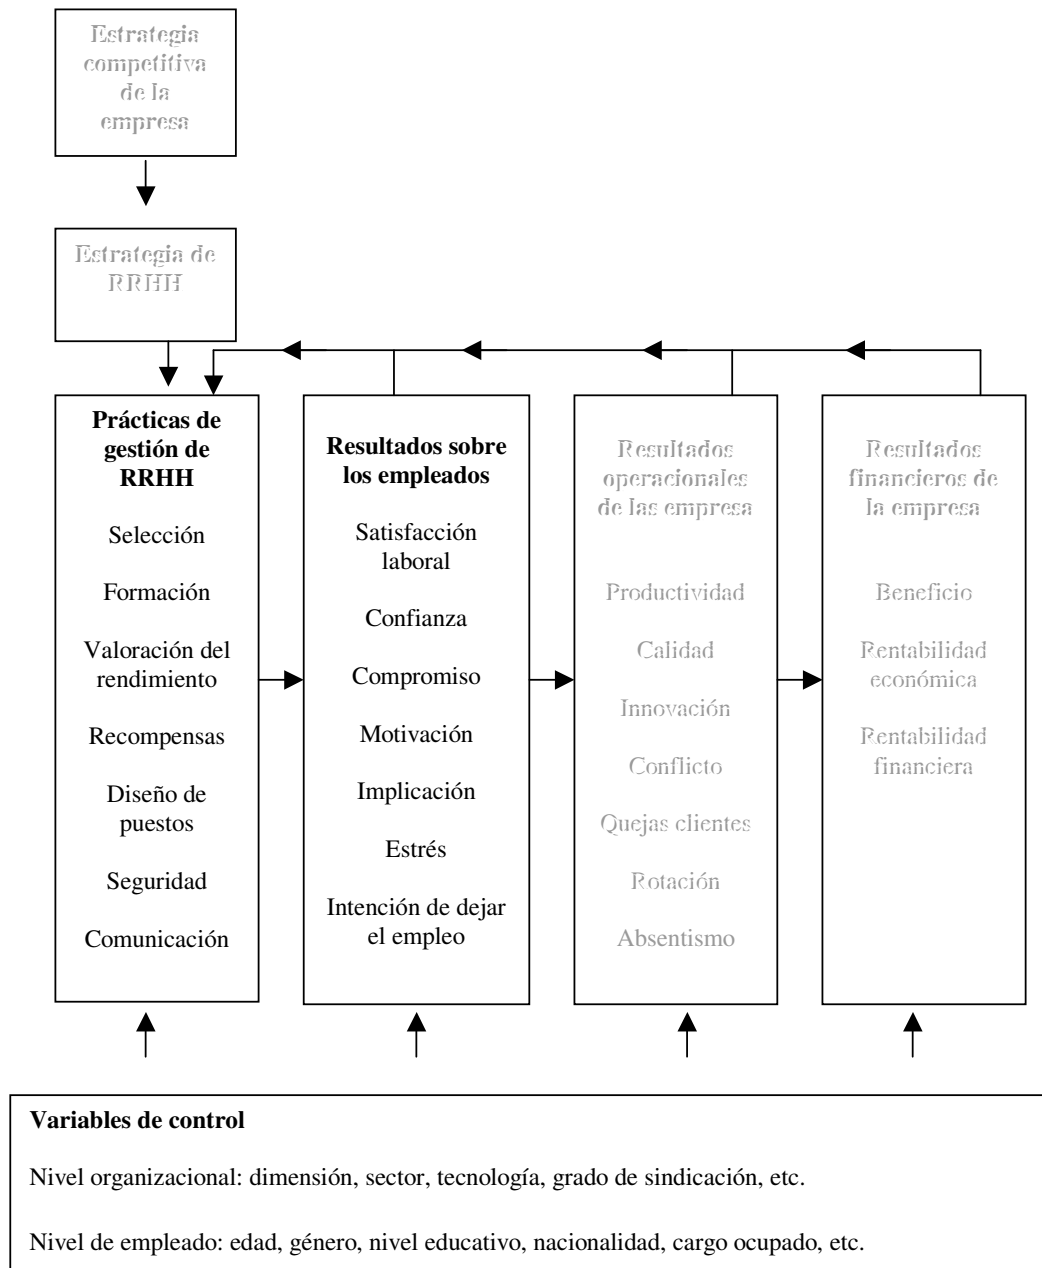 Estrategia
competitiva
de la
empresa
Estrategia de
RRHH
Prácticas de
gestión de
RRHH
Selección
Formación
Valoración del
rendimiento
Recompensas
Diseño de
puestos
Seguridad
Comunicación
Resultados sobre
los empleados
Satisfacción
laboral
Confianza
Compromiso
Motivación
Implicación
Estrés
Intención de dejar
el empleo
Resultados
operacionales
de las empresa
Productividad
Calidad
Innovación
Conflicto
Quejas clientes
Rotación
Absentismo
Resultados
financieros de
la empresa
Beneficio
Rentabilidad
económica
Rentabilidad
financiera
Variables de control
Nivel organizacional: dimensión, sector, tecnología, grado de sindicación, etc.
Nivel de empleado: edad, género, nivel educativo, nacionalidad, cargo ocupado, etc.